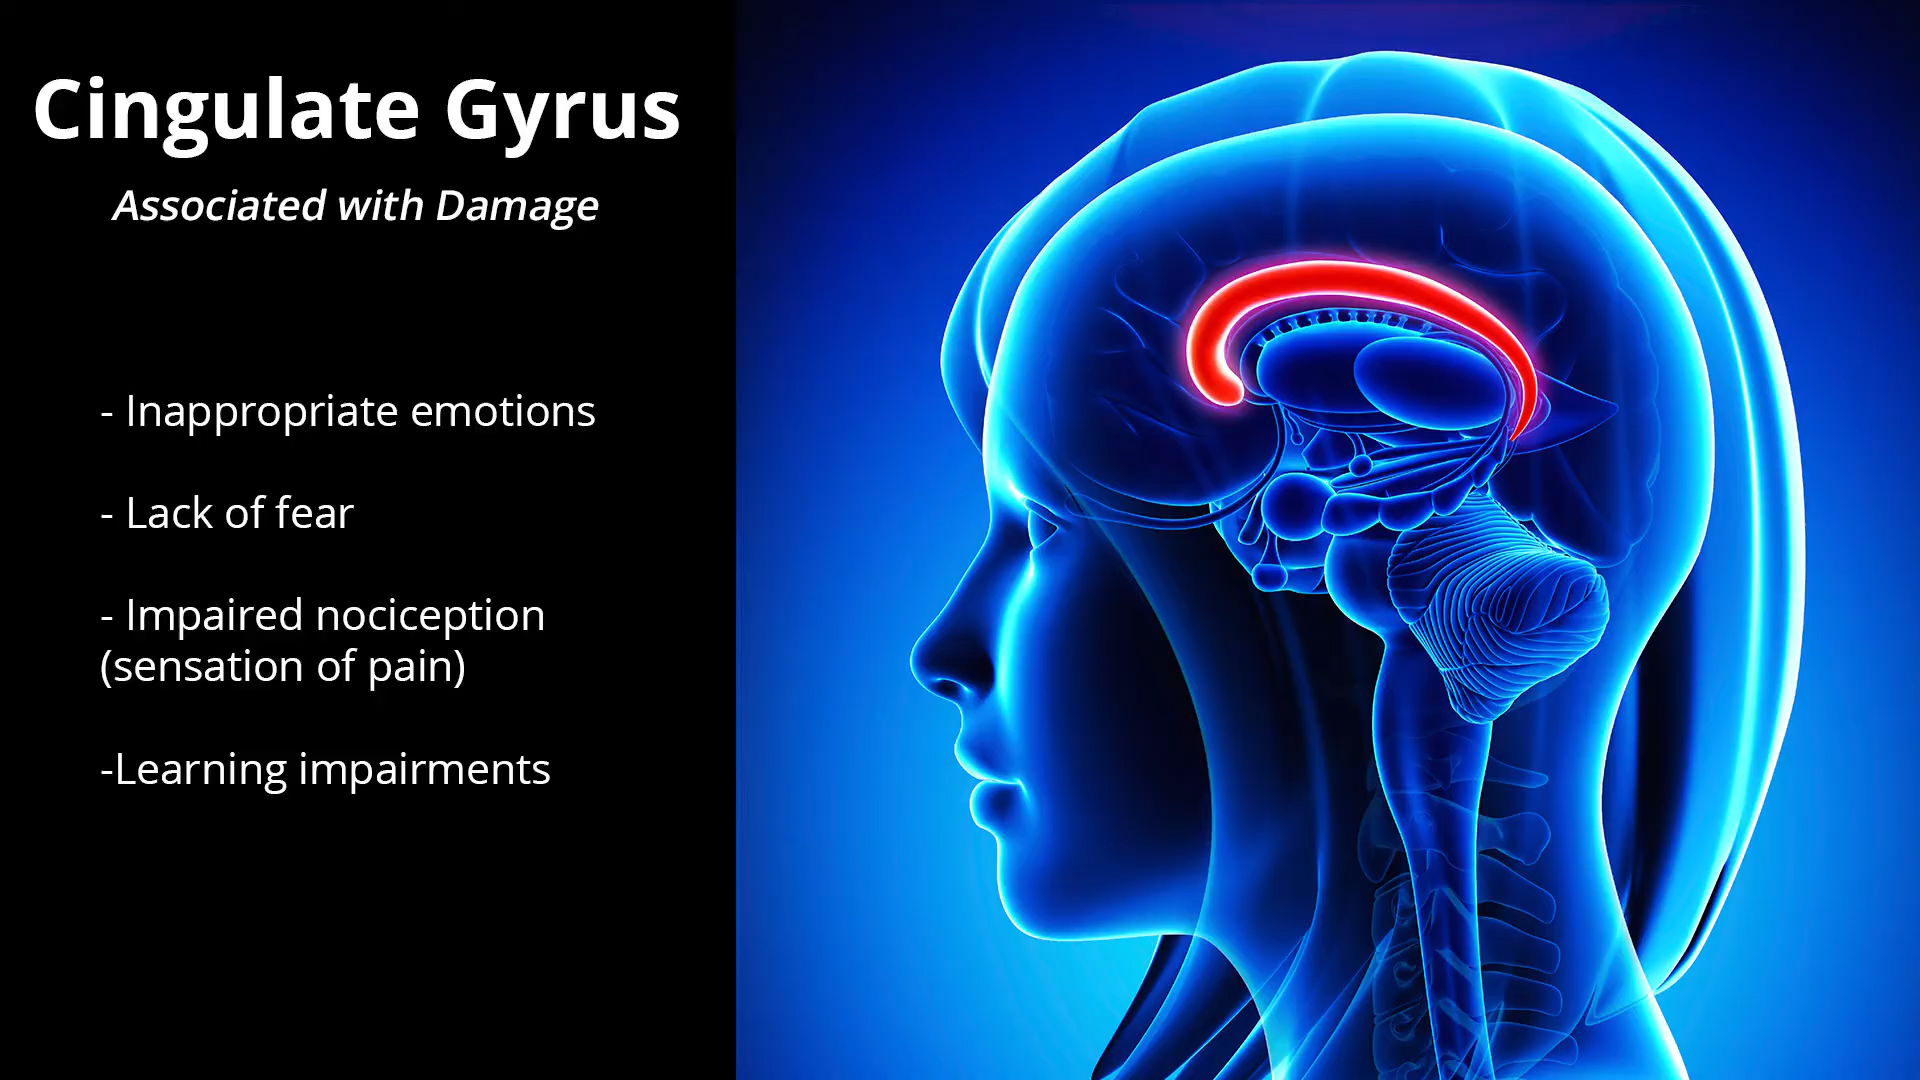 Cingulate Gyrus
Associated with Damage
- Inappropriate emotions
- Lack of fear
- Impaired nociception
(sensation of pain)
-Learning impairments